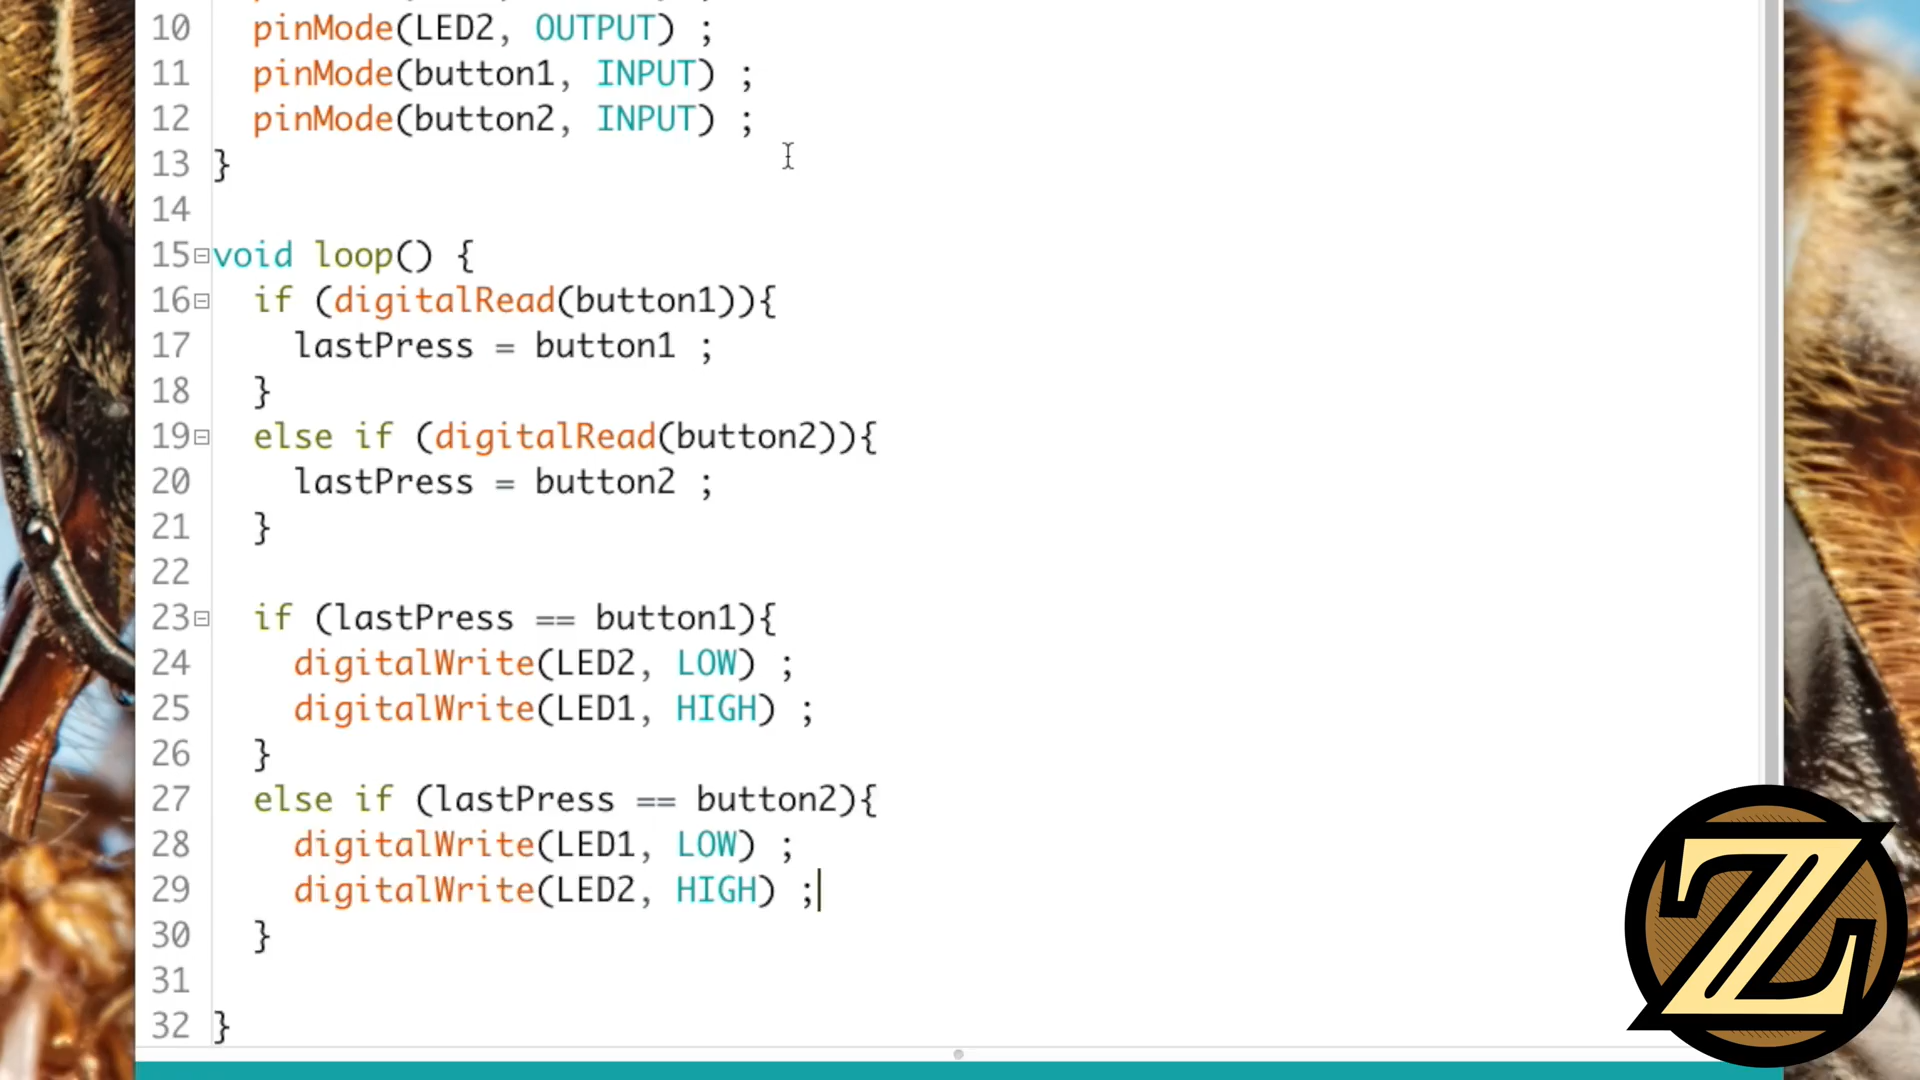 10 pinMode(LED2, OUTPUT) ;
11 pinMode(button1, INPUT) ;
12 pinMode(button2, INPUT) ;
13 }
14
15 void loop() {
16 if (digitalRead(button1)){
17 lastPress = button1 ;
18 }
19 else if (digitalRead(button2)){
20 lastPress = button2 ;
21 }
22
23 if (lastPress == button1){
24 digitalWrite(LED2, LOW) ;
25 digitalWrite(LED1, HIGH) ;
26 }
27 else if (lastPress == button2){
28 digitalWrite(LED1, LOW) ;
29 digitalWrite(LED2, HIGH) ;
30 }
31
32 }
Z